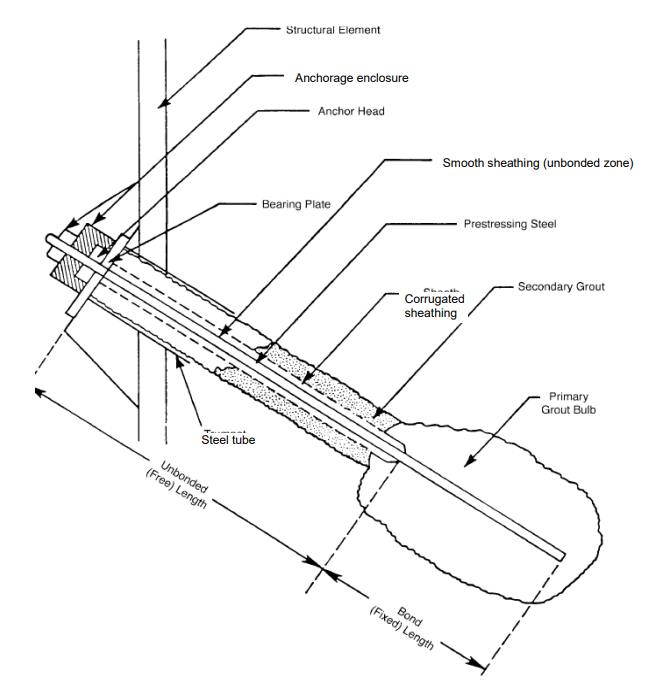 Structural Element
Anchorage enclosure
Anchor Head
Smooth sheathing (unbonded zone)
Bearing Plate
Prestressing Steel
Secondary Grout
Corrugated
sheathing
Primary
Grout Bulb
Steel tube
Unbonded
(Free) Length
Bond
(Fixed) Length